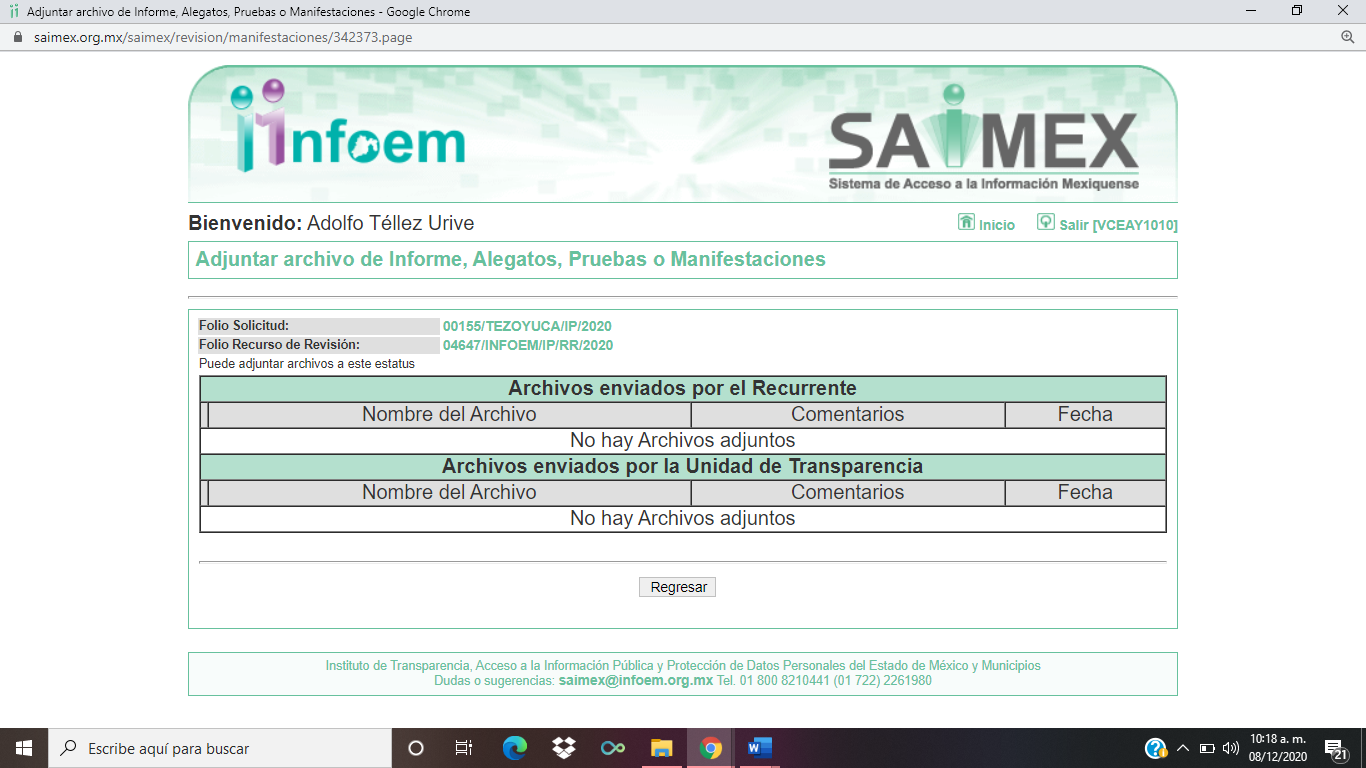 Adjuntar archivo de Informe, Alegatos, Pruebas o Manifestaciones - Google Chrome
saimex.org.mx/saimex/revision/manifestaciones/342373.page
infoem
SAIMEX
Sistema de Acceso a la Información Mexiquense
Bienvenido: Adolfo Téllez Urive
Inicio Salir [VCEAY1010]
Adjuntar archivo de Informe, Alegatos, Pruebas o Manifestaciones
Folio Solicitud: 00155/TEZOYUCA/IP/2020
Folio Recurso de Revisión: 04647/INFOEM/IP/RR/2020
Puede adjuntar archivos a este estatus
Archivos enviados por el Recurrente
Nombre del Archivo Comentarios Fecha
No hay Archivos adjuntos
Archivos enviados por la Unidad de Transparencia
Nombre del Archivo Comentarios Fecha
No hay Archivos adjuntos
Regresar
Instituto de Transparencia, Acceso a la Información Pública y Protección de Datos Personales del Estado de México y Municipios
Dudas o sugerencias: saimex@infoem.org.mx Tel. 01 800 8210441 (01 722) 2261980
Escribe aquí para buscar
10:18 a. m.
08/12/2020
21